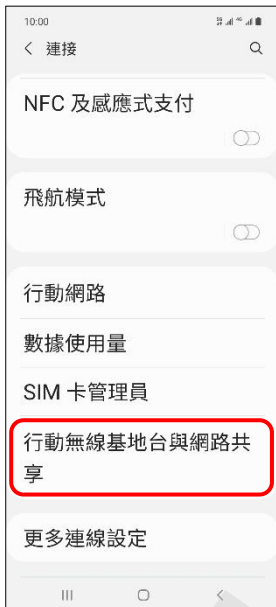 10:00
連接
NFC 及感應式支付
飛航模式
行動網路
數據使用量
SIM 卡管理員
行動無線基地台與網路共
享
更多連線設定